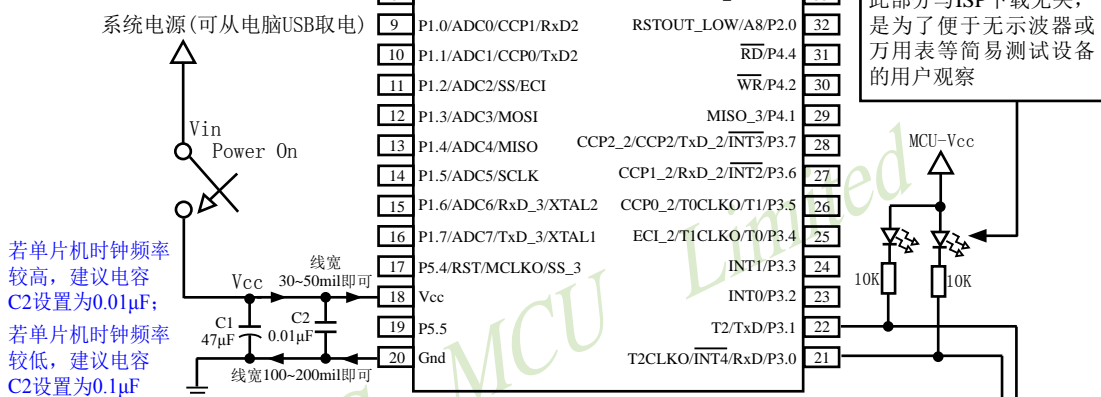 此部分与ISP下载无关，
是为了便于无示波器或
万用表等简易测试设备
的用户观察
系统电源(可从电脑USB取电)
Vin
Power On
若单片机时钟频率
较高，建议电容
C2设置为0.01μF；
若单片机时钟频率
较低，建议电容
C2设置为0.1μF
Vcc
线宽
30~50mil即可
C1
47μF
C2
0.01μF
线宽100~200mil即可
9 P1.0/ADC0/CCP1/RxD2
10 P1.1/ADC1/CCP0/TxD2
11 P1.2/ADC2/SS/ECI
12 P1.3/ADC3/MOSI
13 P1.4/ADC4/MISO
14 P1.5/ADC5/SCLK
15 P1.6/ADC6/RxD_3/XTAL2
16 P1.7/ADC7/TxD_3/XTAL1
17 P5.4/RST/MCLKO/SS_3
18 Vcc
19 P5.5
20 Gnd
RSTOUT_LOW/A8/P2.0 32
RD/P4.4 31
WR/P4.2 30
MISO_3/P4.1 29
CCP2_2/CCP2/TxD_2/INT3/P3.7 28
CCP1_2/RxD_2/INT2/P3.6 27
CCP0_2/T0CLKO/T1/P3.5 26
ECI_2/T1CLKO/T0/P3.4 25
INT1/P3.3 24
INT0/P3.2 23
T2/TxD/P3.1 22
T2CLKO/INT4/RxD/P3.0 21
MCU-Vcc
10K
10K
MCU Limited